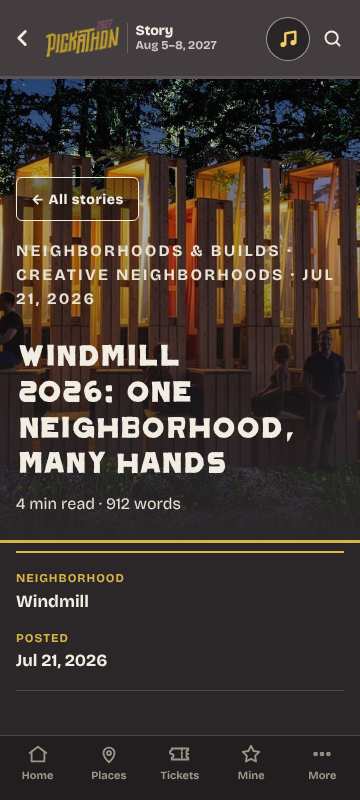 2027
PICKATHON
Story
Aug 5–8, 2027
← All stories
NEIGHBORHOODS & BUILDS ·
CREATIVE NEIGHBORHOODS · JUL
21, 2026
WINDMILL
2026: ONE
NEIGHBORHOOD,
MANY HANDS
4 min read · 912 words
NEIGHBORHOOD
Windmill
POSTED
Jul 21, 2026
Home
Places
Tickets
Mine
More